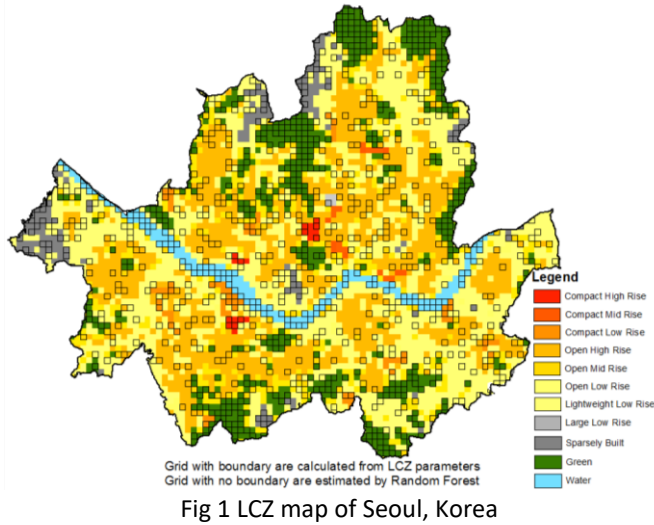 Legend
Compact High Rise
Compact Mid Rise
Compact Low Rise
Open High Rise
Open Mid Rise
Open Low Rise
Lightweight Low Rise
Large Low Rise
Sparsely Built
Green
Water
Grid with boundary are calculated from LCZ parameters
Grid with no boundary are estimated by Random Forest
Fig 1 LCZ map of Seoul, Korea